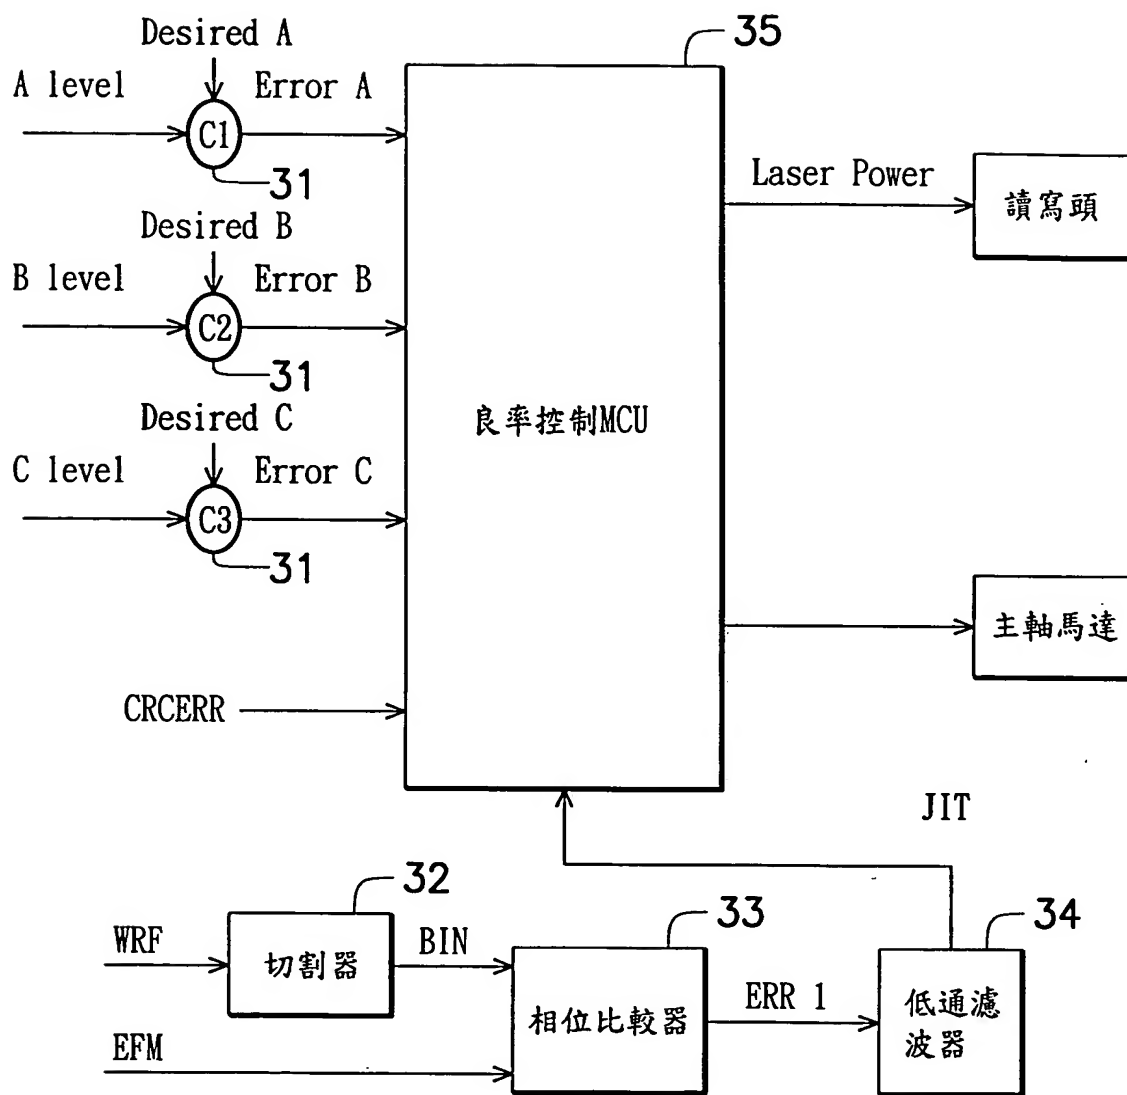 35
Desired A
A level
Error A
C1
31
Laser Power
讀寫頭
Desired B
B level
Error B
C2
31
良率控制MCU
Desired C
C level
Error C
C3
31
主軸馬達
CRCERR
JIT
32
33
34
WRF
切割器
BIN
相位比較器
ERR 1
低通濾
波器
EFM